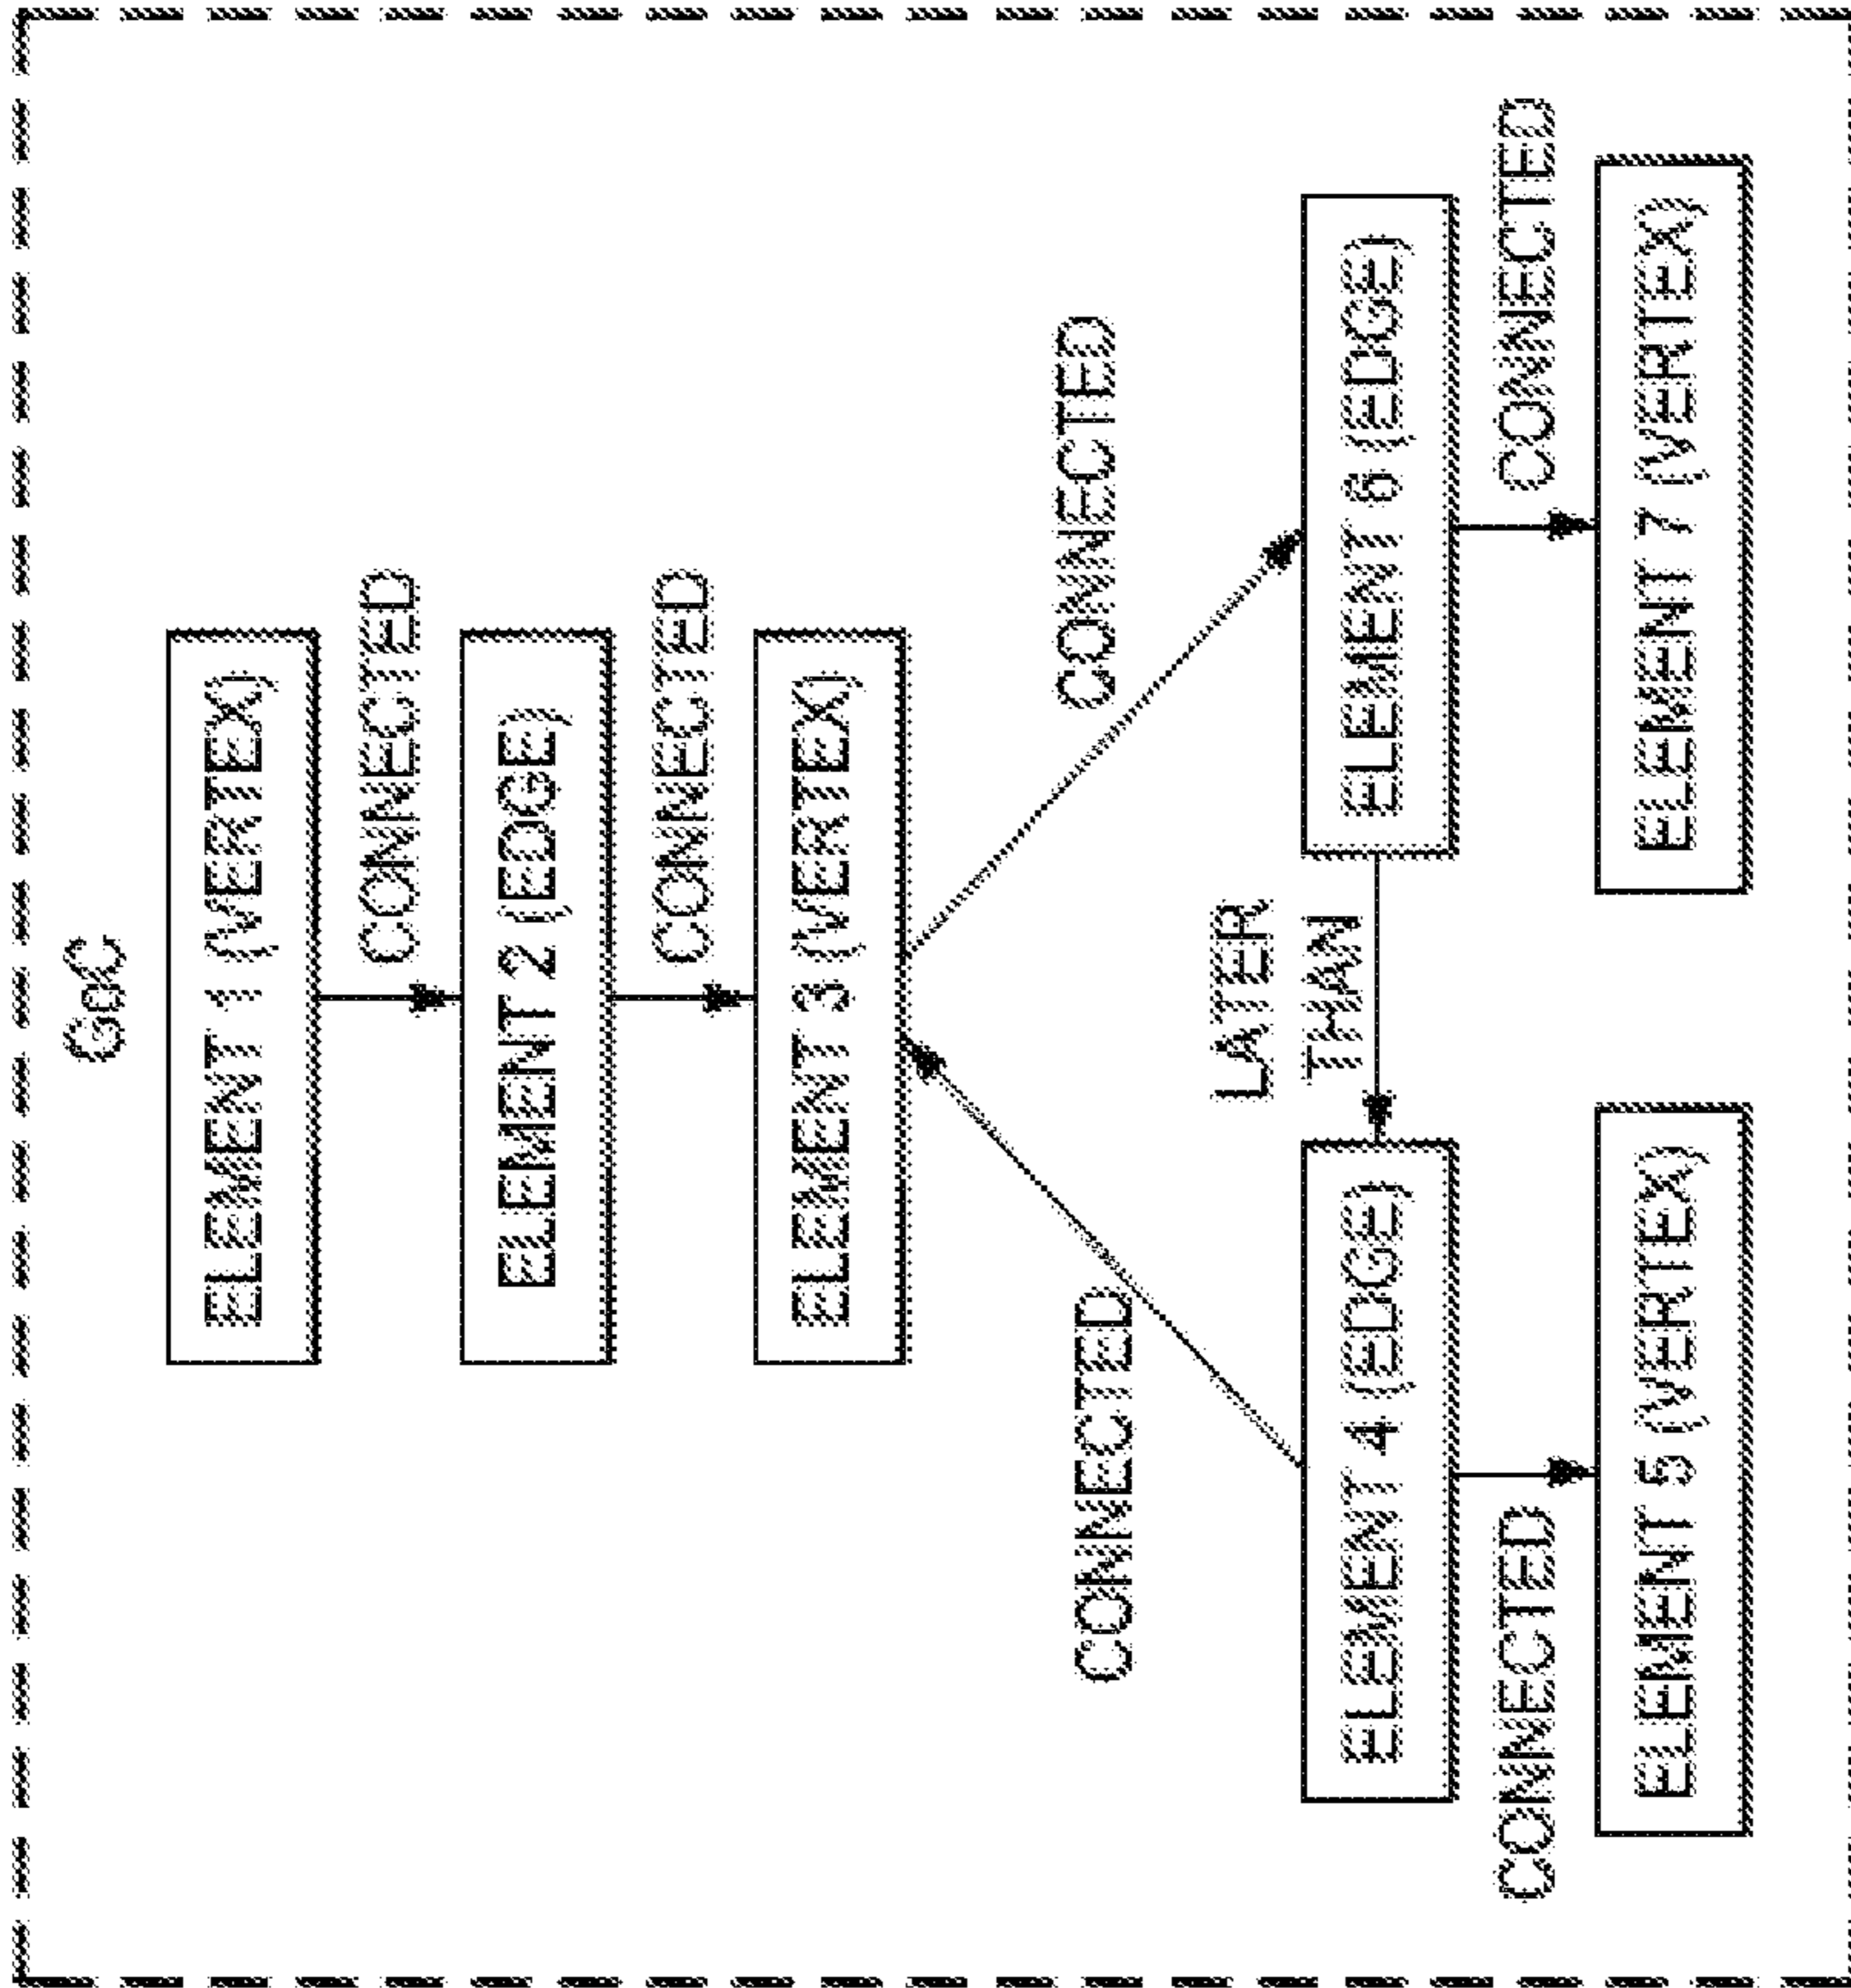 GoC
ELEMENT 1 (VERTEX)
CONNECTED
ELEMENT 2 (EDGE)
CONNECTED
ELEMENT 3 (VERTEX)
CONNECTED
CONNECTED
LATER
THAN
ELEMENT 4 (EDGE)
ELEMENT 6 (EDGE)
CONNECTED
CONNECTED
ELEMENT 5 (VERTEX)
ELEMENT 7 (VERTEX)